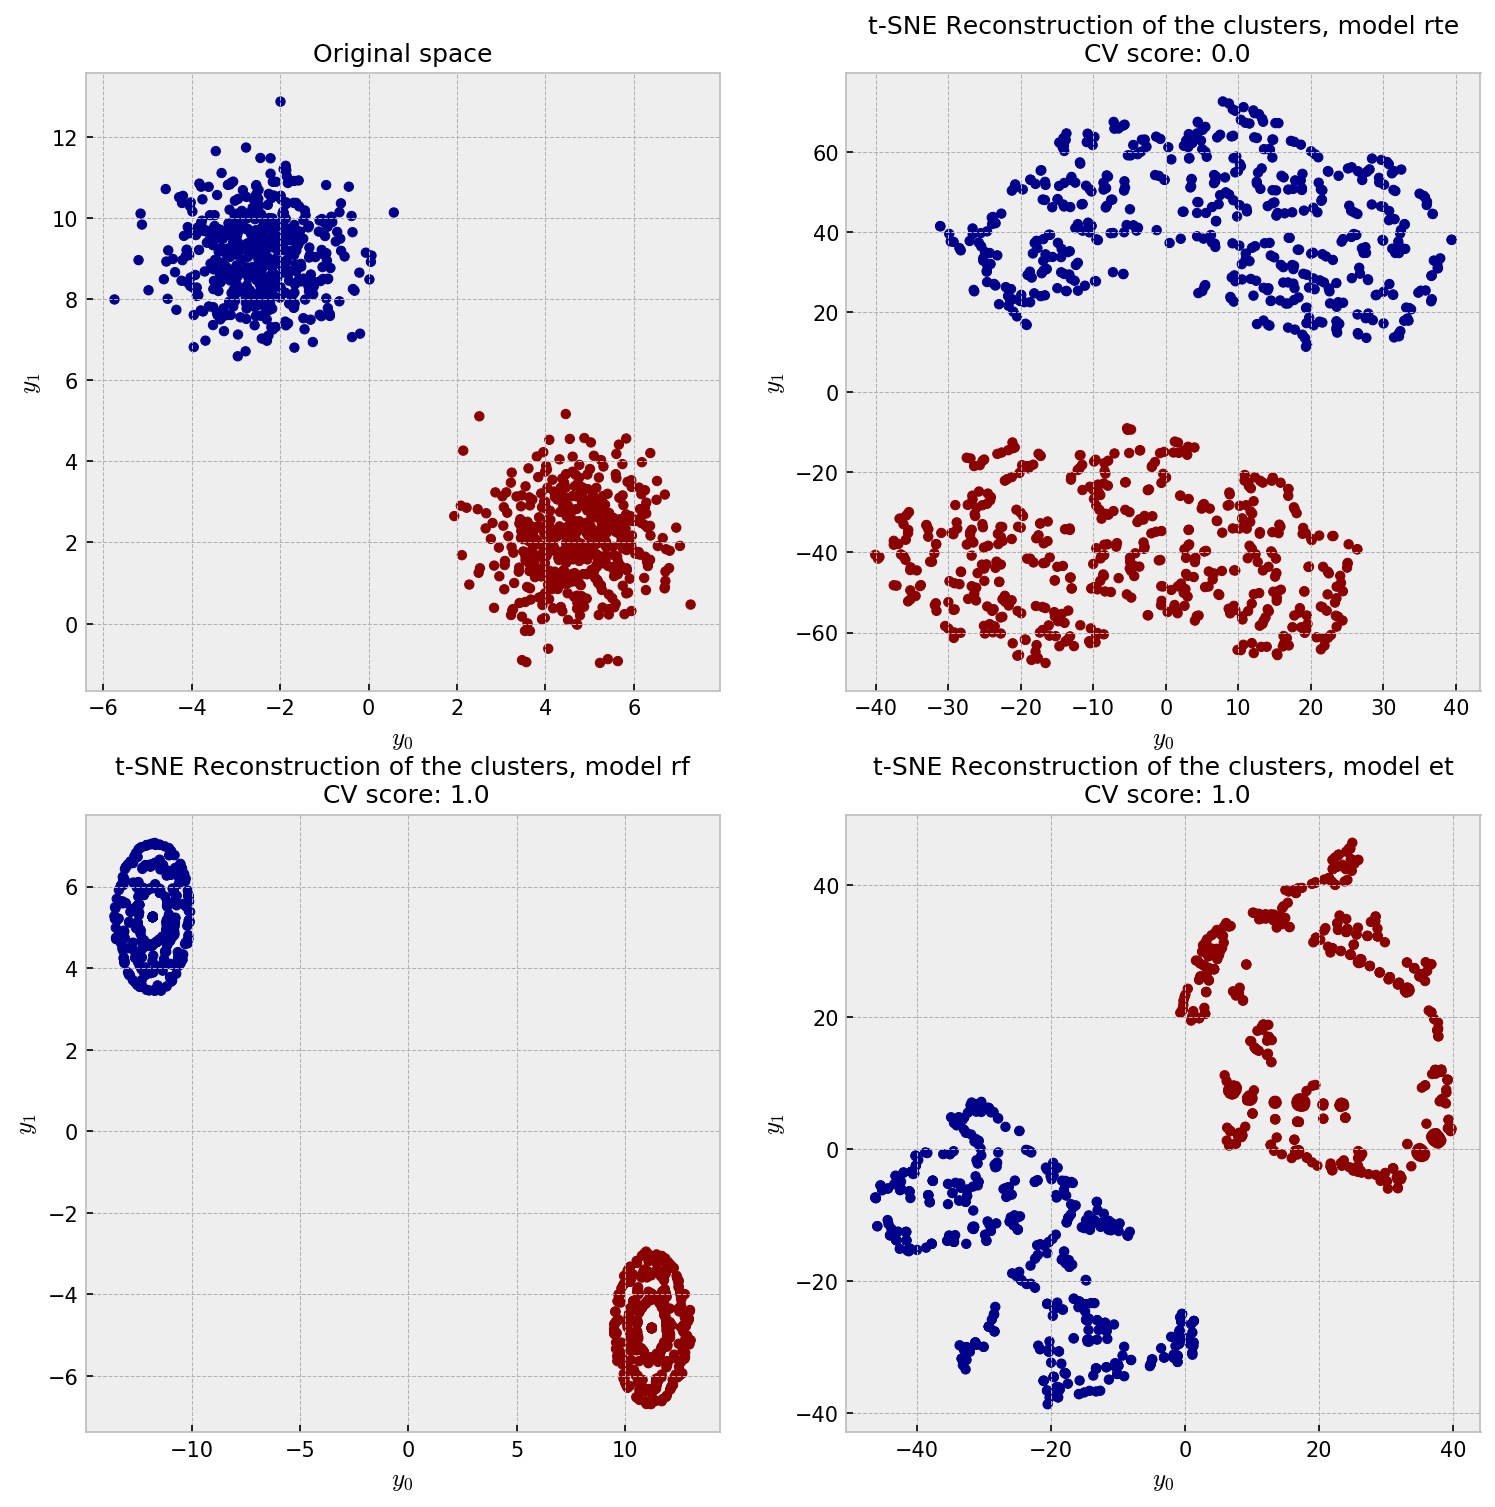 Original space
12
10
8
6
4
2
0
y₁
−6 −4 −2 0 2 4 6
y₀
t-SNE Reconstruction of the clusters, model rte
CV score: 0.0
60
40
20
0
−20
−40
−60
y₁
−40 −30 −20 −10 0 10 20 30 40
y₀
t-SNE Reconstruction of the clusters, model rf
CV score: 1.0
6
4
2
0
−2
−4
−6
y₁
−10 −5 0 5 10
y₀
t-SNE Reconstruction of the clusters, model et
CV score: 1.0
40
20
0
−20
−40
y₁
−40 −20 0 20 40
y₀